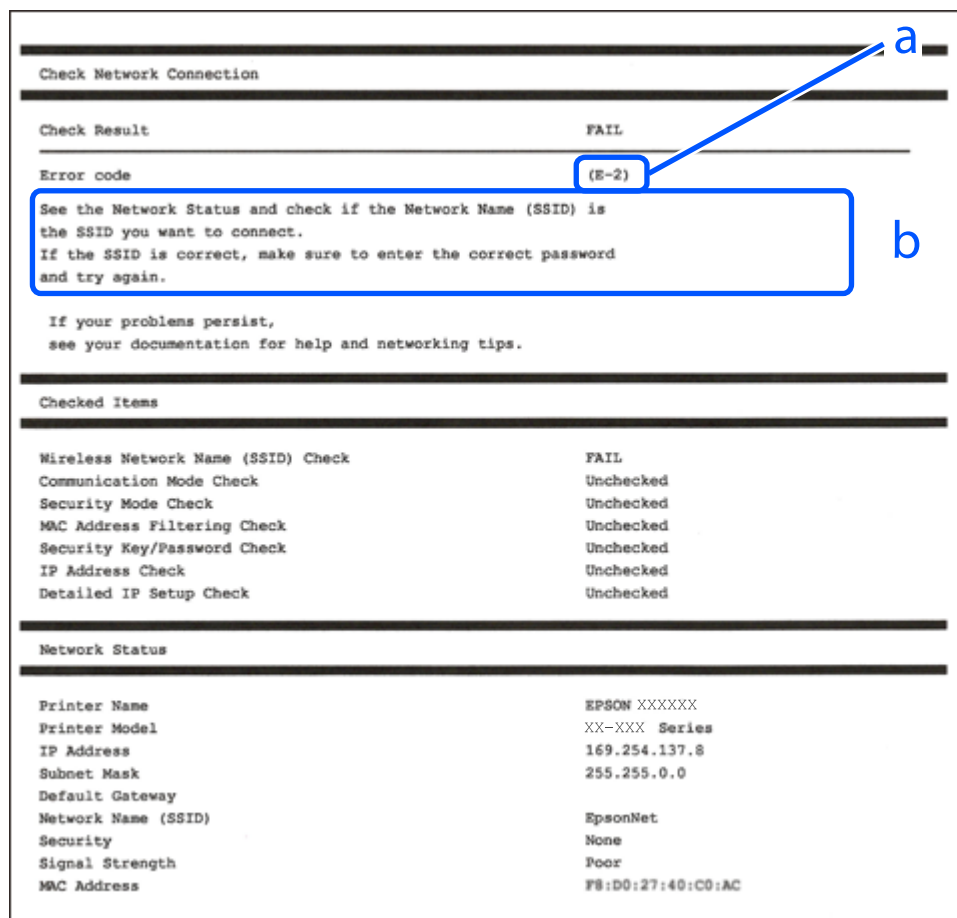 a
Check Network Connection
Check Result FAIL
Error code (E-2)
See the Network Status and check if the Network Name (SSID) is
the SSID you want to connect.
If the SSID is correct, make sure to enter the correct password
and try again.
b
If your problems persist,
see your documentation for help and networking tips.
Checked Items
Wireless Network Name (SSID) Check FAIL
Communication Mode Check Unchecked
Security Mode Check Unchecked
MAC Address Filtering Check Unchecked
Security Key/Password Check Unchecked
IP Address Check Unchecked
Detailed IP Setup Check Unchecked
Network Status
Printer Name EPSON XXXXXX
Printer Model XX-XXX Series
IP Address 169.254.137.8
Subnet Mask 255.255.0.0
Default Gateway
Network Name (SSID) EpsonNet
Security None
Signal Strength Poor
MAC Address F8:D0:27:40:C0:AC